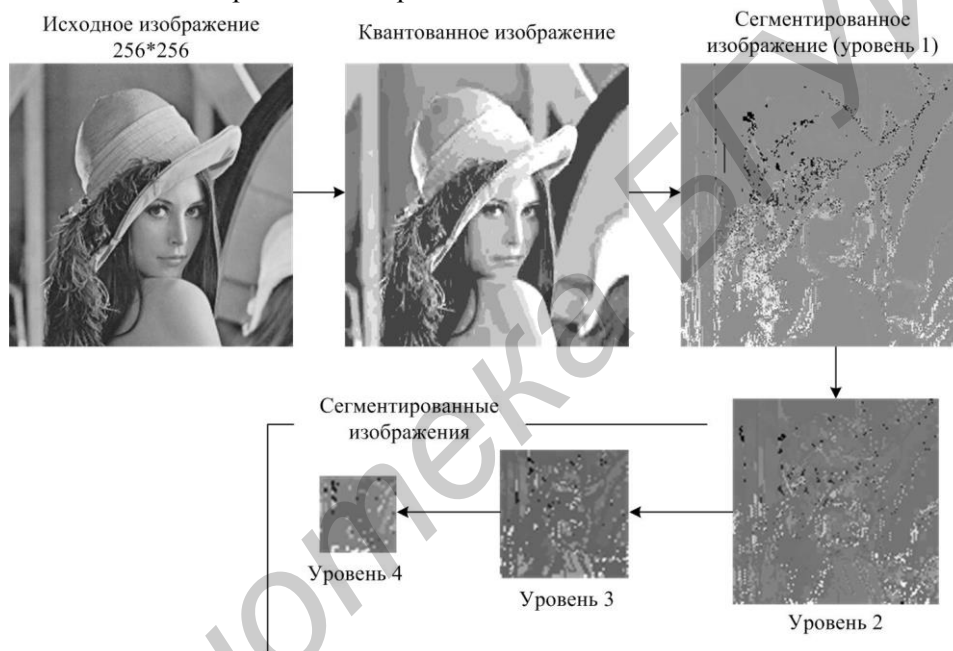 Исходное изображение
256*256
Квантованное изображение
Сегментированное
изображение (уровень 1)
Сегментированные
изображения
Уровень 4
Уровень 3
Уровень 2